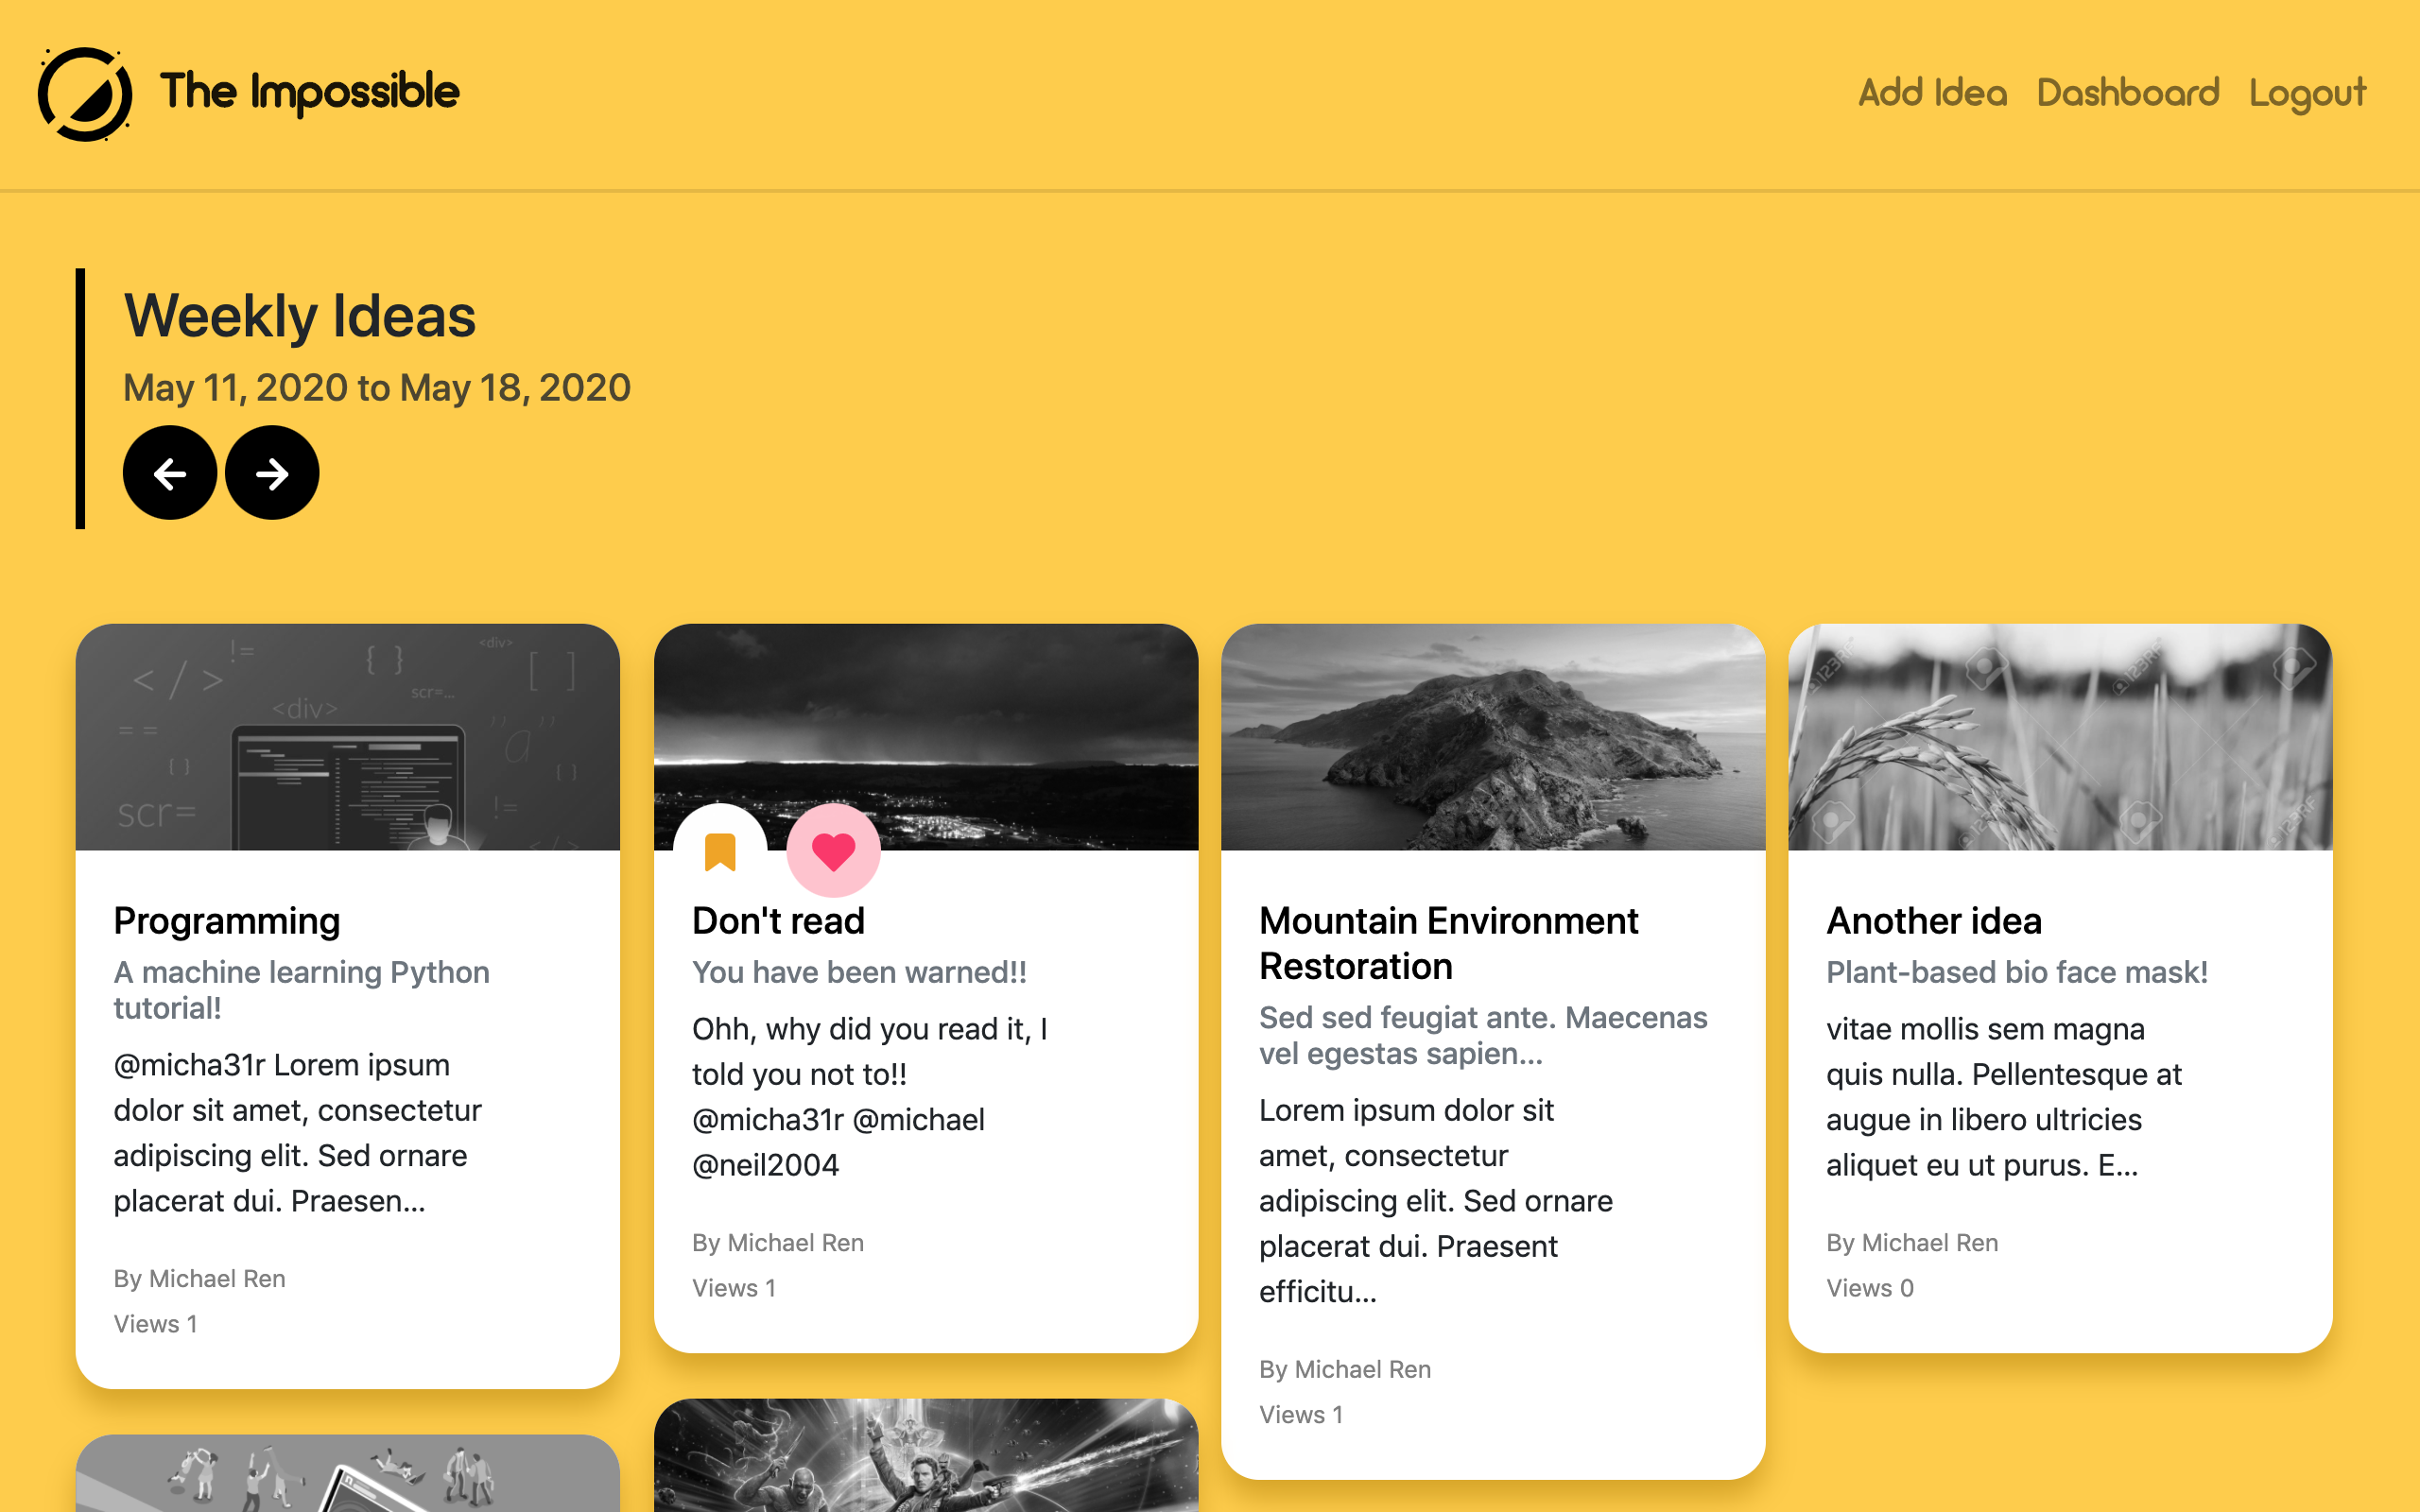 The Impossible
Add Idea Dashboard Logout
Weekly Ideas
May 11, 2020 to May 18, 2020
</>
!=
{ }
<div>
[ ]
scr=...
<div>
==
,, ,,
a
{}
[]
scr=
!=
</>
Programming
A machine learning Python
tutorial!
@micha31r Lorem ipsum
dolor sit amet, consectetur
adipiscing elit. Sed ornare
placerat dui. Praesen...
By Michael Ren
Views 1
Don't read
You have been warned!!
Ohh, why did you read it, I
told you not to!!
@micha31r @michael
@neil2004
By Michael Ren
Views 1
Mountain Environment
Restoration
Sed sed feugiat ante. Maecenas
vel egestas sapien...
Lorem ipsum dolor sit
amet, consectetur
adipiscing elit. Sed ornare
placerat dui. Praesent
efficitu...
By Michael Ren
Views 1
123RF
123RF
Another idea
Plant-based bio face mask!
vitae mollis sem magna
quis nulla. Pellentesque at
augue in libero ultricies
aliquet eu ut purus. E...
By Michael Ren
Views 0